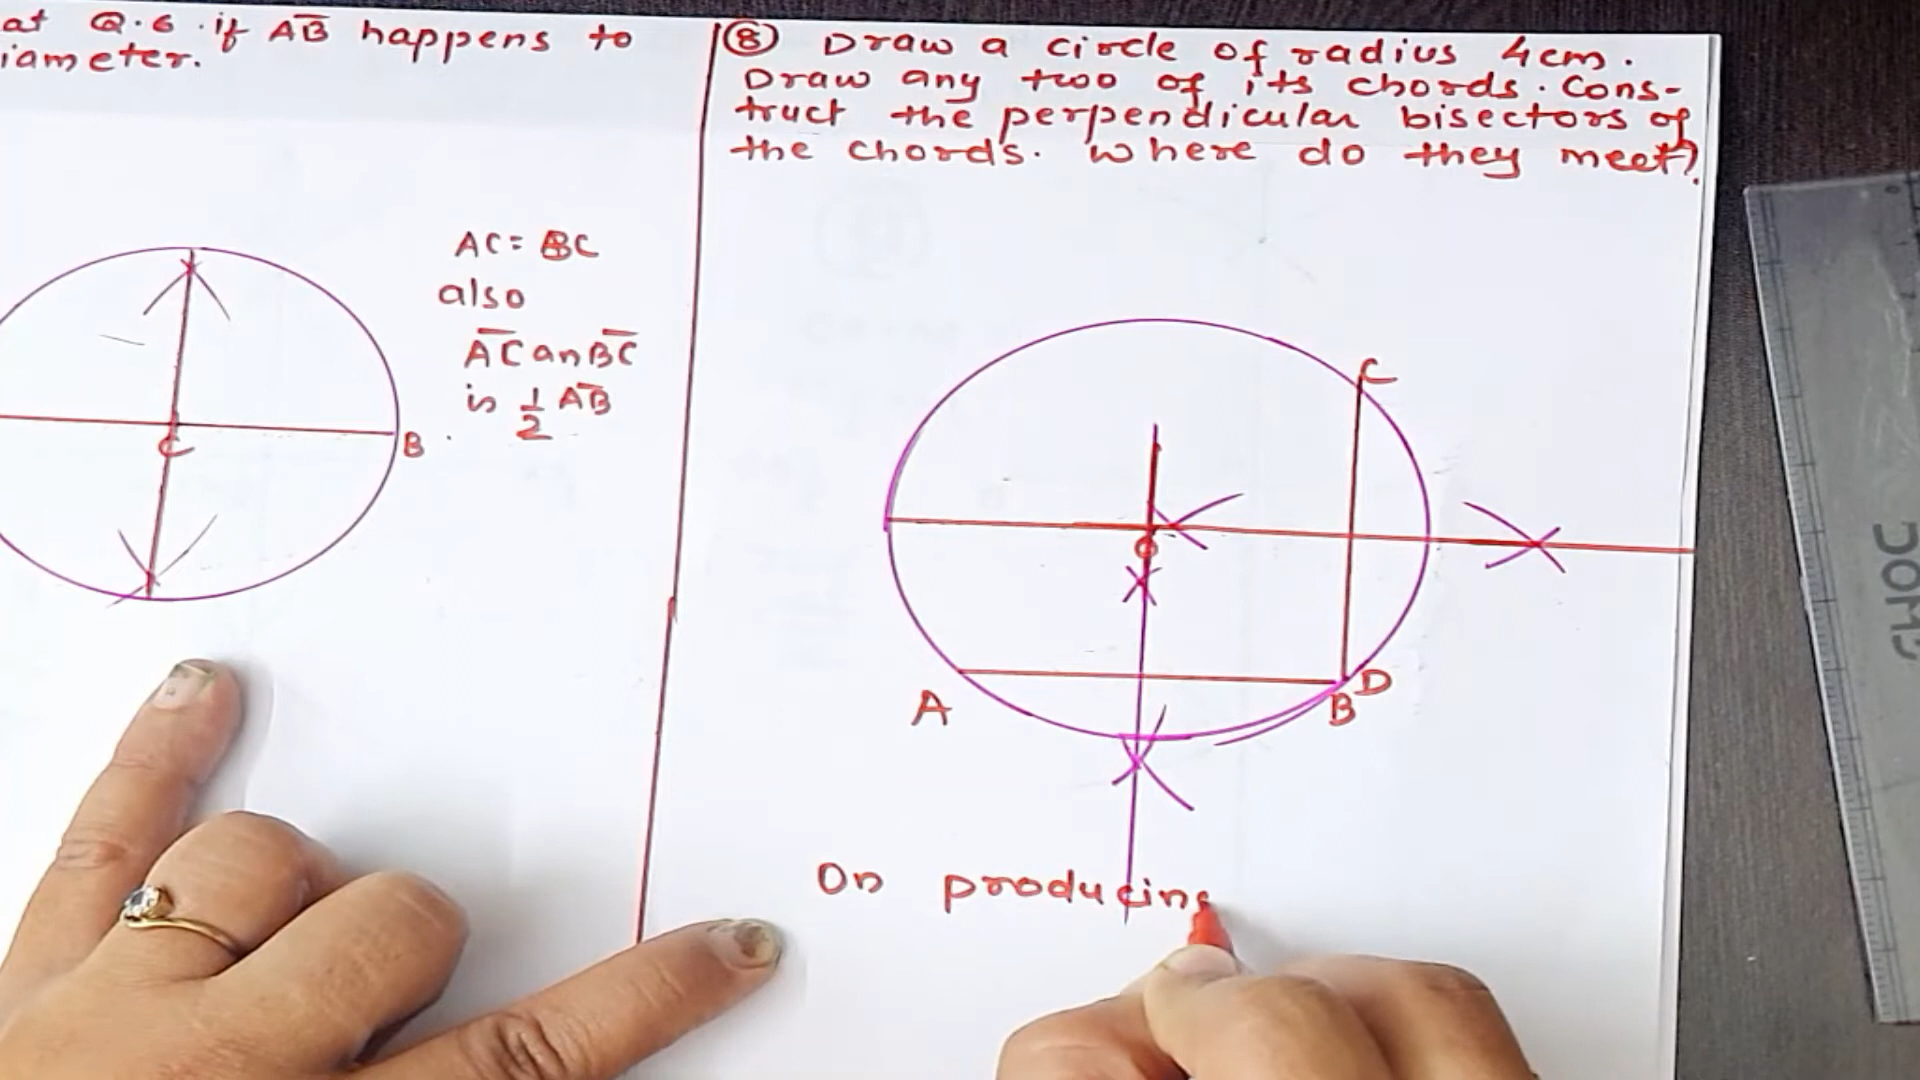 at Q.6 if AB happens to
iameter.
AC = BC
also
AC an BC
is 1/2 AB
C
B
⑧ Draw a circle of radius 4cm.
Draw any two of its chords. Cons-
truct the perpendicular bisectors of
the chords. Where do they meet?
C
O
A
D
B
On producing
DOMS